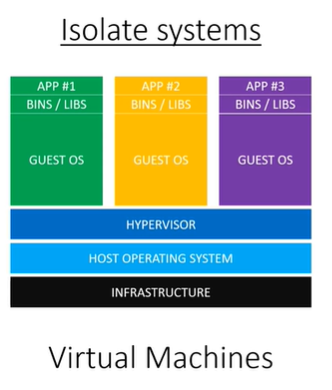 Isolate systems
APP #1 APP #2 APP #3
BINS / LIBS BINS / LIBS BINS / LIBS
GUEST OS GUEST OS GUEST OS
HYPERVISOR
HOST OPERATING SYSTEM
INFRASTRUCTURE
Virtual Machines